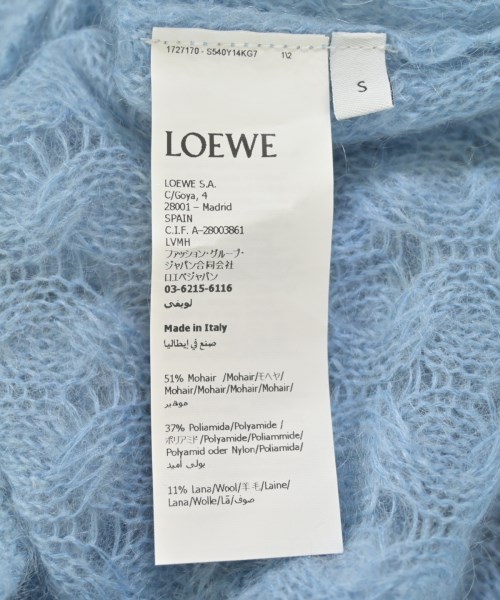 1727170 - S540Y14KG7 1\2
S
LOEWE
LOEWE S.A.
C/Goya, 4
28001 – Madrid
SPAIN
C.I.F. A-28003861
LVMH
ファッション・グループ・
ジャパン合同会社
ロエベジャパン
03-6215-6116
لويفي
Made in Italy
صنع في إيطاليا
51% Mohair /Mohair/モヘヤ/
Mohair/Mohair/Mohair/Mohair/
موهير
37% Poliamida/Polyamide /
ポリアミド/Polyamide/Poliammide/
Polyamid oder Nylon/Poliamida/
بولي أميد
11% Lana/Wool/羊毛/Laine/
Lana/Wolle/Lã/صوف